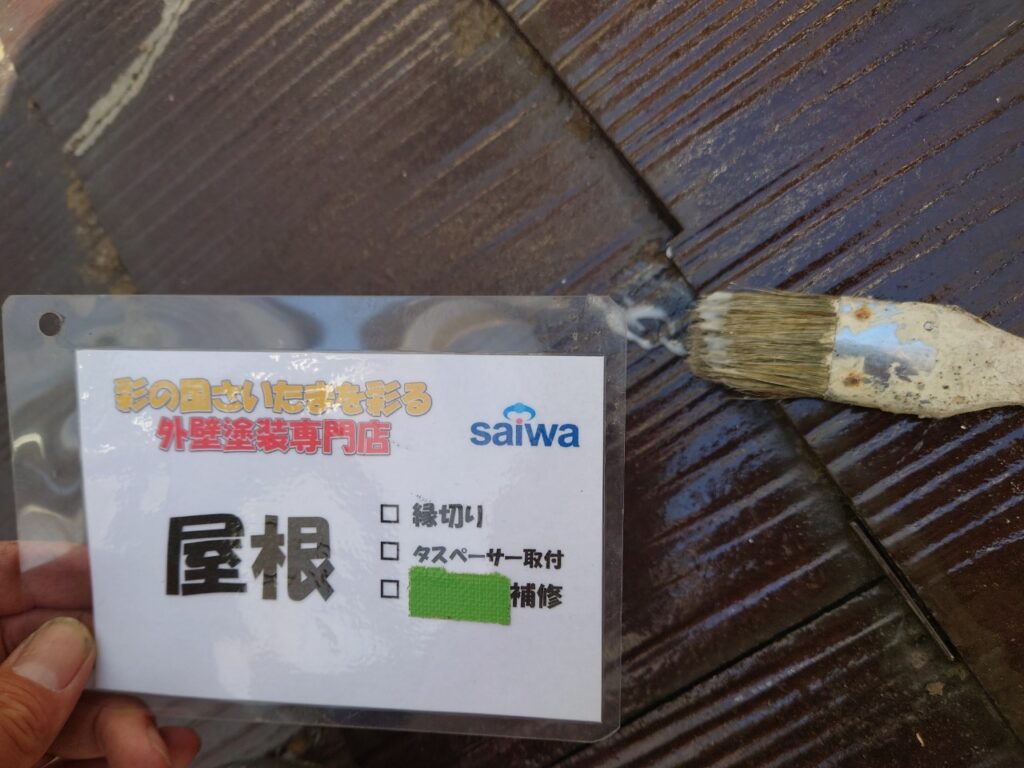 彩の国さいたまを彩る
外壁塗装専門店
saiwa
屋根
□ 縁切り
□ タスペーサー取付
□ 補修